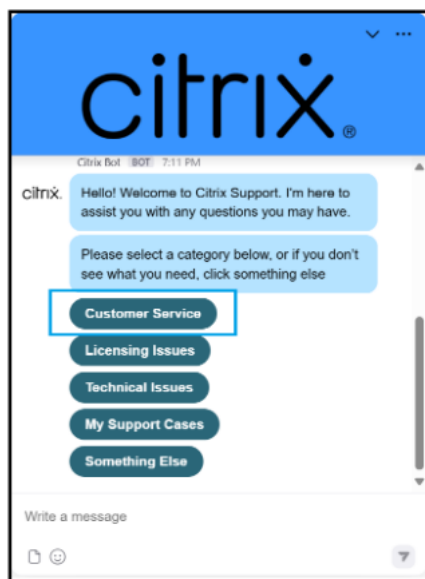 citrix®
Citrix Bot BOT 7:11 PM
citrix.
Hello! Welcome to Citrix Support. I'm here to
assist you with any questions you may have.
Please select a category below, or if you don't
see what you need, click something else
Customer Service
Licensing Issues
Technical Issues
My Support Cases
Something Else
Write a message